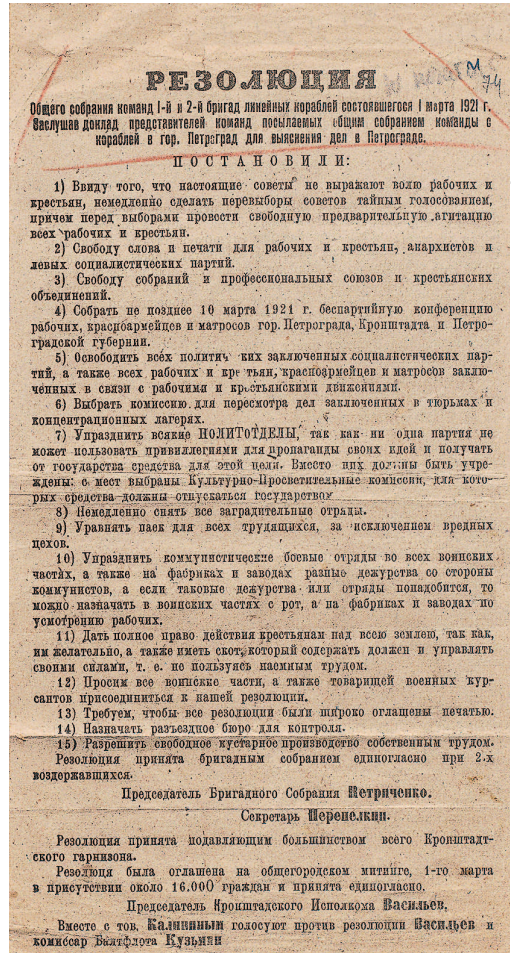 М
74
РЕЗОЛЮЦИЯ
Общего собрания команд 1-й и 2-й бригад линейных кораблей состоявшегося 1 марта 1921 г.
Заслушав доклад представителей команд посылаемых общим собранием команды с
кораблей в гор. Петроград для выяснения дел в Петрограде.
ПОСТАНОВИЛИ:
1) Ввиду того, что настоящие советы не выражают волю рабочих и
крестьян, немедленно сделать перевыборы советов тайным голосованием,
причем перед выборами провести свободную предварительную агитацию
всех рабочих и крестьян.
2) Свободу слова и печати для рабочих и крестьян, анархистов и
левых социалистических партий.
3) Свободу собраний и профессиональных союзов и крестьянских
объединений.
4) Собрать не позднее 10 марта 1921 г. беспартийную конференцию
рабочих, красноармейцев и матросов гор. Петрограда, Кронштадта и Петро-
градской губернии.
5) Освободить всех политич ких заключенных социалистических пар-
тий, а также всех рабочих и кре тьян, красноармейцев и матросов заклю-
ченных в связи с рабочими и крестьянскими движениями.
6) Выбрать комиссию для пересмотра дел заключенных в тюрьмах и
концентрационных лагерях.
7) Упразднить всякие ПОЛИТОТДЕЛЫ, так как ни одна партия не
может пользовать привиллегиями для пропаганды своих идей и получать
от государства средства для этой цели. Вместо них должны быть учре-
ждены: с мест выбраны Культурно-Просветительные комиссии, для кото-
рых средства должны отпускаться государством
8) Немедленно снять все заградительные отряды.
9) Уравнять паек для всех трудящихся, за исключением вредных
цехов.
10) Упразднить коммунистические боевые отряды во всех воинских
частях, а также на фабриках и заводах разные дежурства со стороны
коммунистов, а если таковые дежурства или отряды понадобится, то
можно назначать в воинских частях с рот, а на фабриках и заводах по
усмотрению рабочих.
11) Дать полное право действия крестьянам над всею землею, так как,
им желательно, а также иметь скот, который содержать должен и управлять
своими силами, т. е. не пользуясь наемным трудом.
12) Просим все воинские части, а также товарищей военных кур-
сантов присоединиться к нашей резолюции.
13) Требуем, чтобы все резолюции были широко оглашены печатью.
14) Назначать разъездное бюро для контроля.
15) Разрешить свободное кустарное производство собственным трудом.
Резолюция принята бригадным собранием единогласно при 2-х
воздержавшихся.
Председатель Бригадного Собрания Петриченко.
Секретарь Перепелкин.
Резолюция принята подавляющим большинством всего Кронштадт-
ского гарнизона.
Резолюця была оглашена на общегородском митинге, 1-го марта
в присутствии около 16.000 граждан и принята единогласно.
Председатель Кронштадского Исполкома Васильев.
Вместе с тов. Калининым голосуют против резолюции Васильев и
комиссар Балтфлота Кузьмин